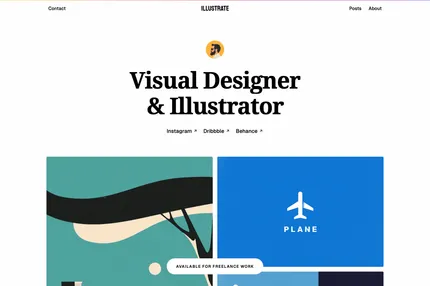 Contact
ILLUSTRATE
Posts
About
Visual Designer
& Illustrator
Instagram
Dribbble
Behance
PLANE
AVAILABLE FOR FREELANCE WORK